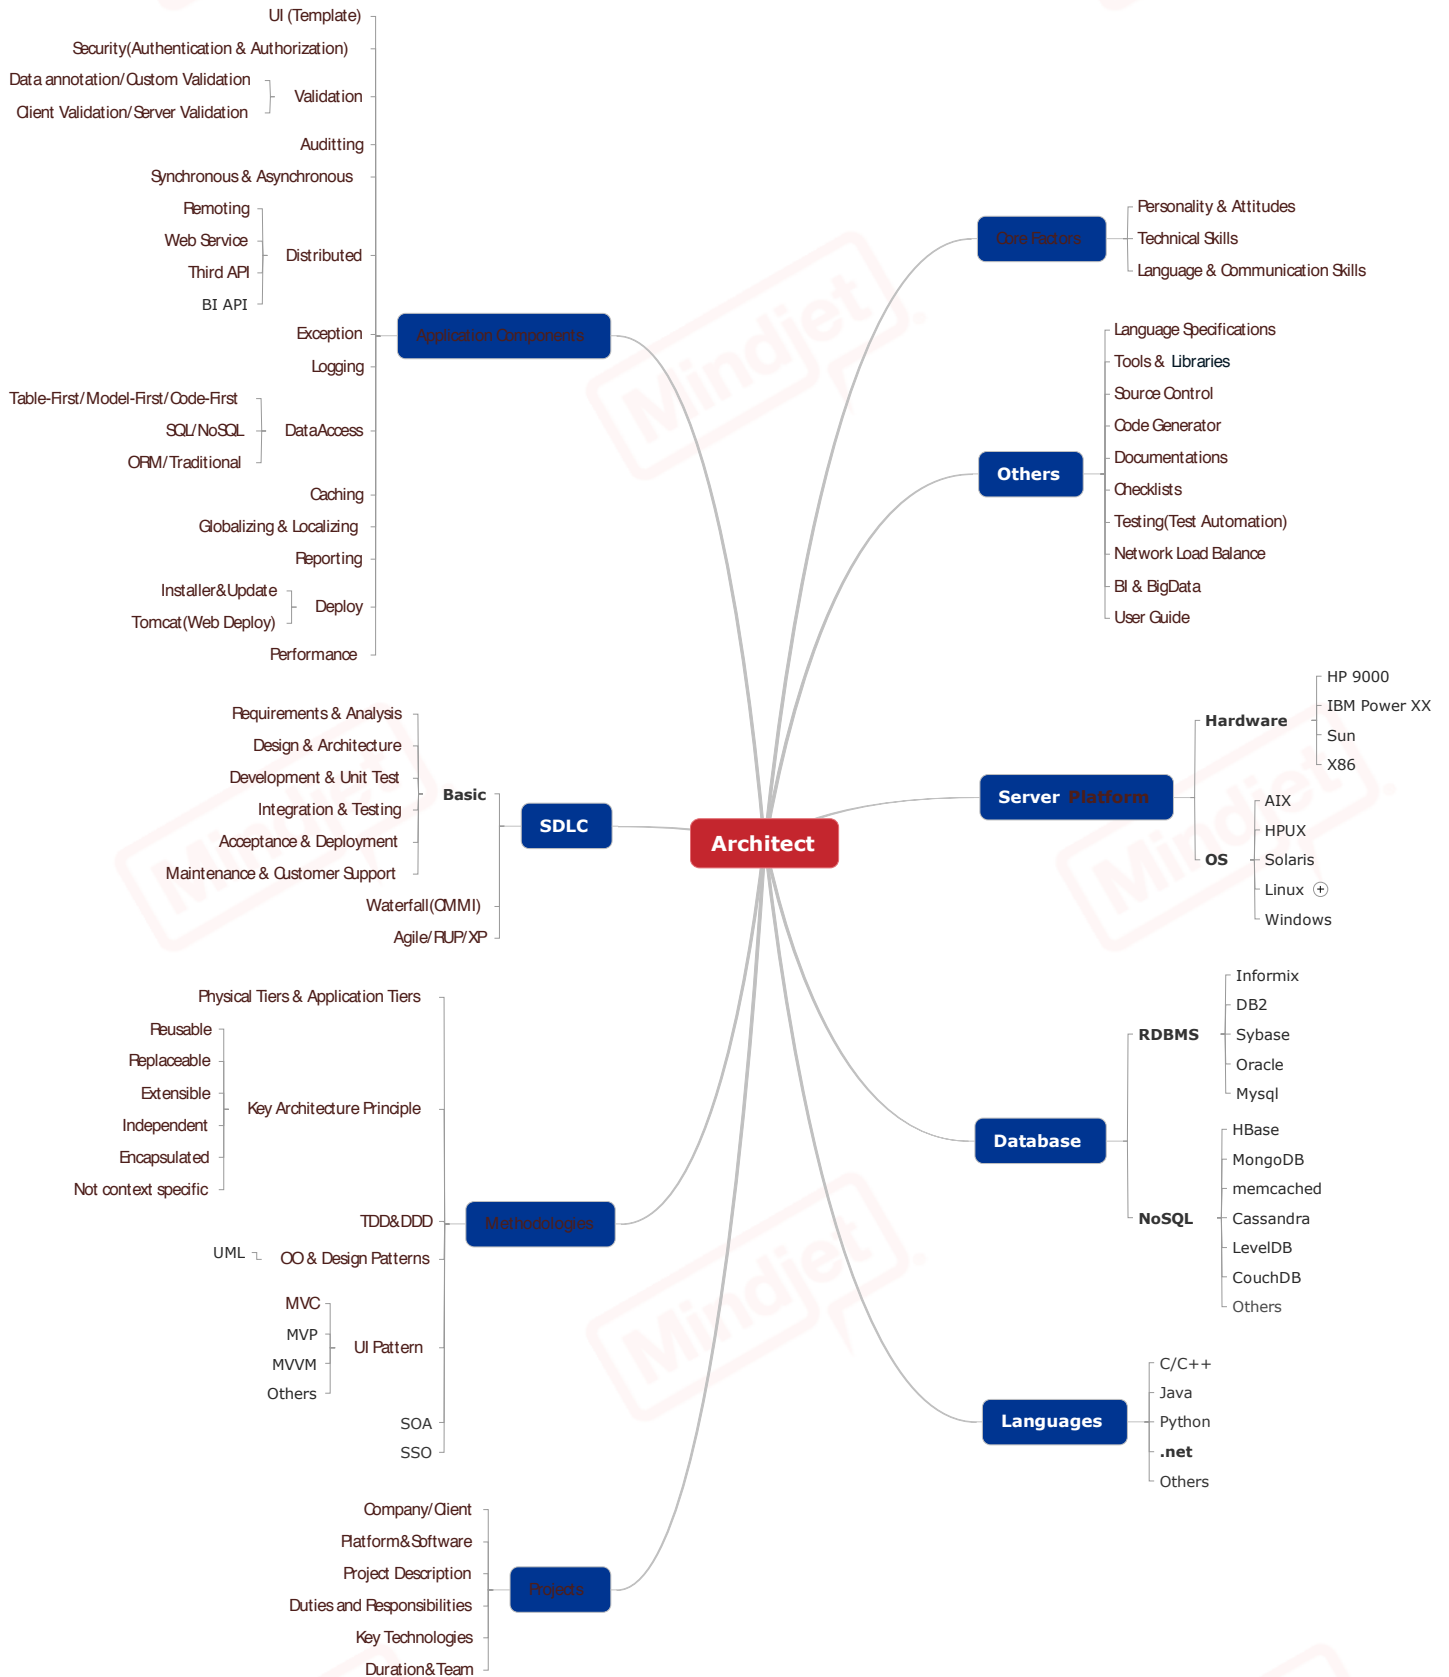 Architect
Application Components
UI (Template)
Security(Authentication & Authorization)
Validation
Data annotation/Custom Validation
Client Validation/Server Validation
Auditting
Synchronous & Asynchronous
Distributed
Remoting
Web Service
Third API
BI API
Exception
Logging
DataAccess
Table-First/Model-First/Code-First
SQL/NoSQL
ORM/Traditional
Caching
Globalizing & Localizing
Reporting
Deploy
Installer&Update
Tomcat(Web Deploy)
Performance
SDLC
Basic
Requirements & Analysis
Design & Architecture
Development & Unit Test
Integration & Testing
Acceptance & Deployment
Maintenance & Customer Support
Waterfall(CMMI)
Agile/RUP/XP
Methodologies
Physical Tiers & Application Tiers
Key Architecture Principle
Reusable
Replaceable
Extensible
Independent
Encapsulated
Not context specific
TDD&DDD
OO & Design Patterns
UML
UI Pattern
MVC
MVP
MVVM
Others
SOA
SSO
Projects
Company/Client
Platform&Software
Project Description
Duties and Responsibilities
Key Technologies
Duration&Team
Core Factors
Personality & Attitudes
Technical Skills
Language & Communication Skills
Others
Language Specifications
Tools & Libraries
Source Control
Code Generator
Documentations
Checklists
Testing(Test Automation)
Network Load Balance
BI & BigData
User Guide
Server Platform
Hardware
HP 9000
IBM Power XX
Sun
X86
OS
AIX
HPUX
Solaris
Linux
Windows
Database
RDBMS
Informix
DB2
Sybase
Oracle
Mysql
NoSQL
HBase
MongoDB
memcached
Cassandra
LevelDB
CouchDB
Others
Languages
C/C++
Java
Python
.net
Others
Mindjet
Mindjet
Mindjet
Mindjet